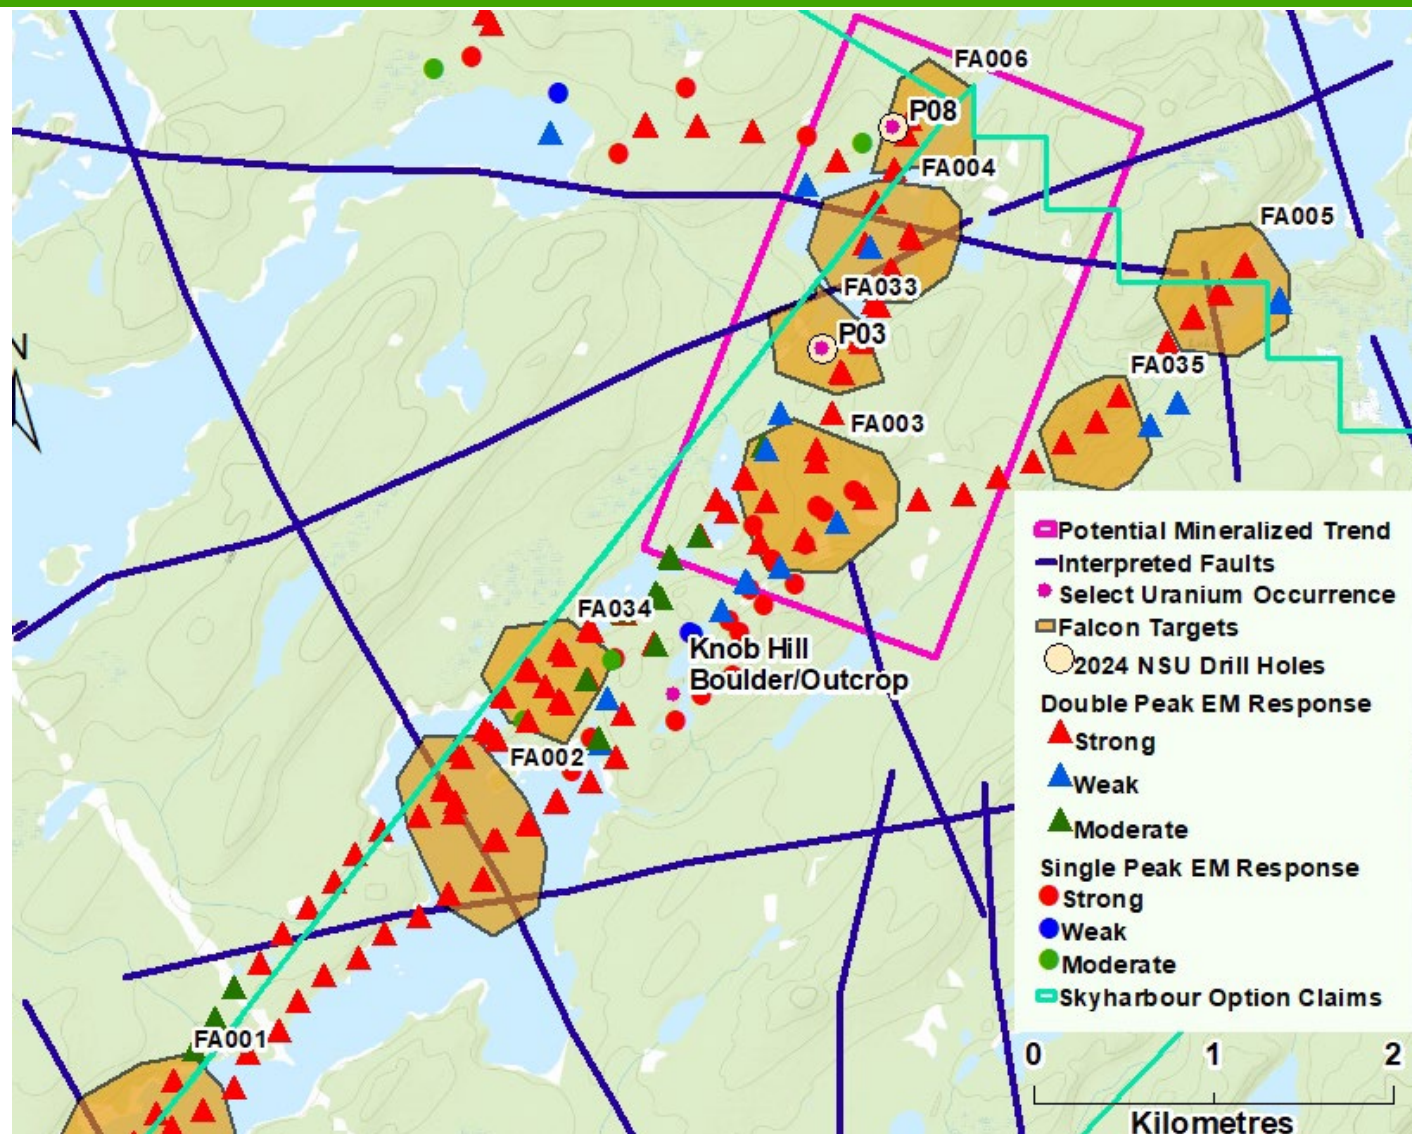 FA006
P08
FA004
FA005
FA033
N
P03
FA035
FA003
FA034
Knob Hill
Boulder/Outcrop
FA002
FA001
Potential Mineralized Trend
Interpreted Faults
Select Uranium Occurrence
Falcon Targets
2024 NSU Drill Holes
Double Peak EM Response
Strong
Weak
Moderate
Single Peak EM Response
Strong
Weak
Moderate
Skyharbour Option Claims
0 1 2
Kilometres